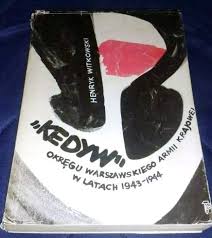 HENRYK WITKOWSKI
„KEDYW”
OKRĘGU WARSZAWSKIEGO ARMII KRAJOWEJ
W LATACH 1943-1944